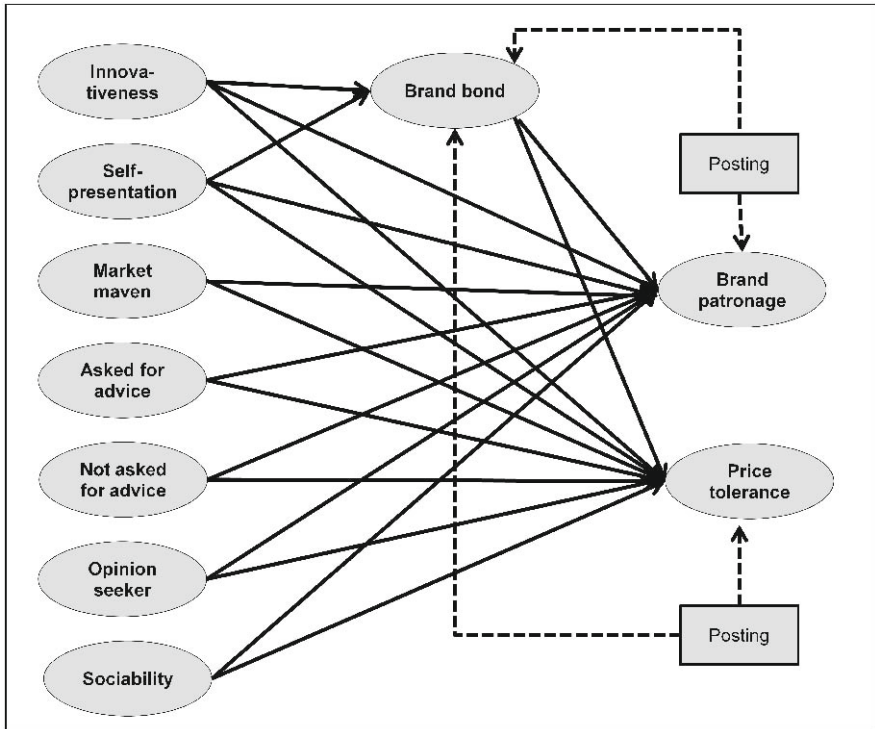 Innova-
tiveness
Brand bond
Self-
presentation
Posting
Market
maven
Brand
patronage
Asked for
advice
Not asked
for advice
Price
tolerance
Opinion
seeker
Posting
Sociability